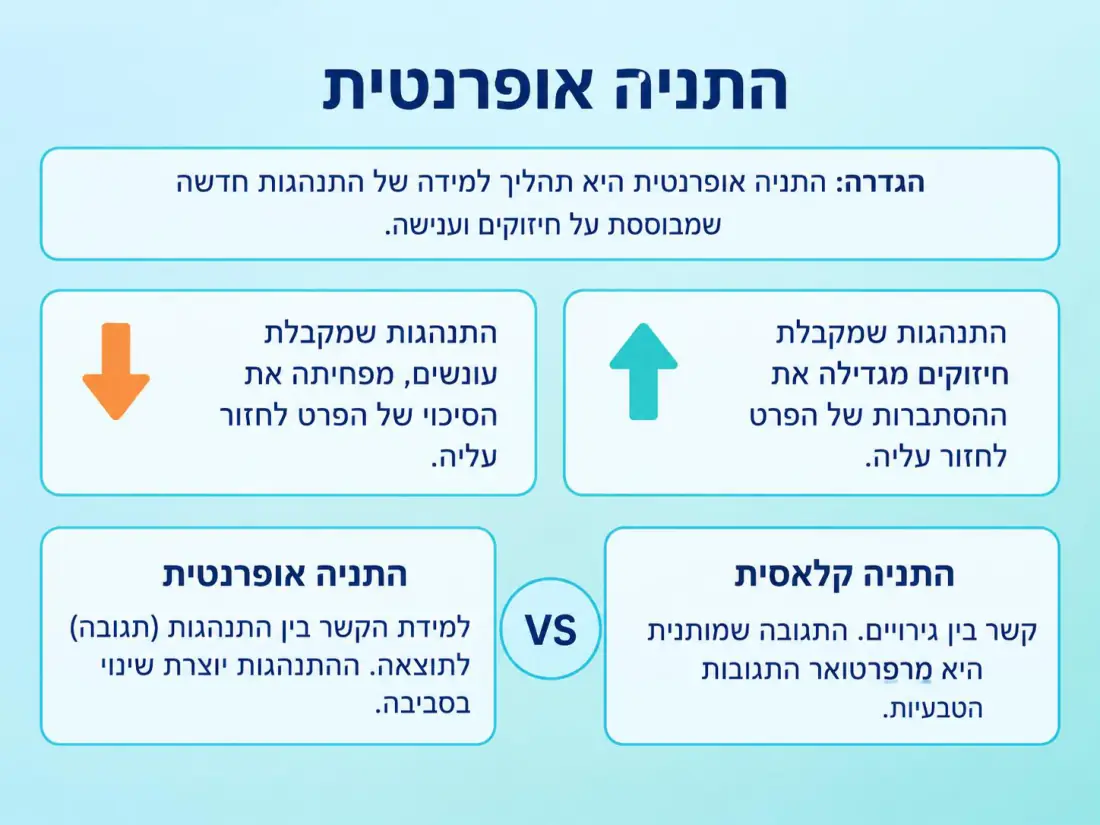 התניה אופרנטית
הגדרה: התניה אופרנטית היא תהליך למידה של התנהגות חדשה
שמבוססת על חיזוקים וענישה.
התנהגות שמקבלת
חיזוקים מגדילה את
ההסתברות של הפרט
לחזור עליה.
התנהגות שמקבלת
עונשים, מפחיתה את
הסיכוי של הפרט לחזור
עליה.
התניה קלאסית
קשר בין גירויים. התגובה שמותנית
היא מרפרטואר התגובות
הטבעיות.
VS
התניה אופרנטית
למידת הקשר בין התנהגות (תגובה)
לתוצאה. ההתנהגות יוצרת שינוי
בסביבה.